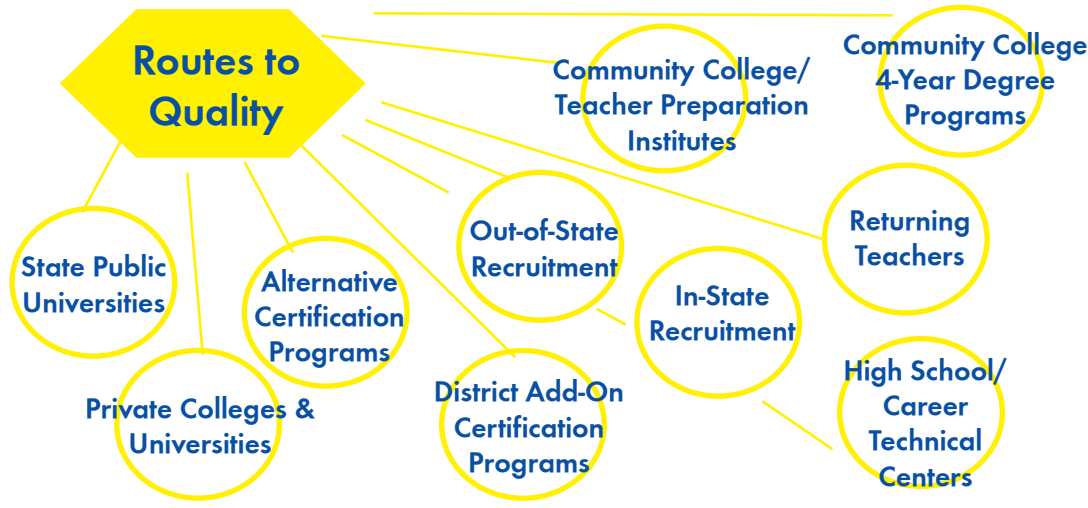 Routes to
Quality
Community College/
Teacher Preparation
Institutes
Community College
4-Year Degree
Programs
State Public
Universities
Private Colleges &
Universities
Alternative
Certification
Programs
District Add-On
Certification
Programs
Out-of-State
Recruitment
In-State
Recruitment
Returning
Teachers
High School/
Career
Technical
Centers